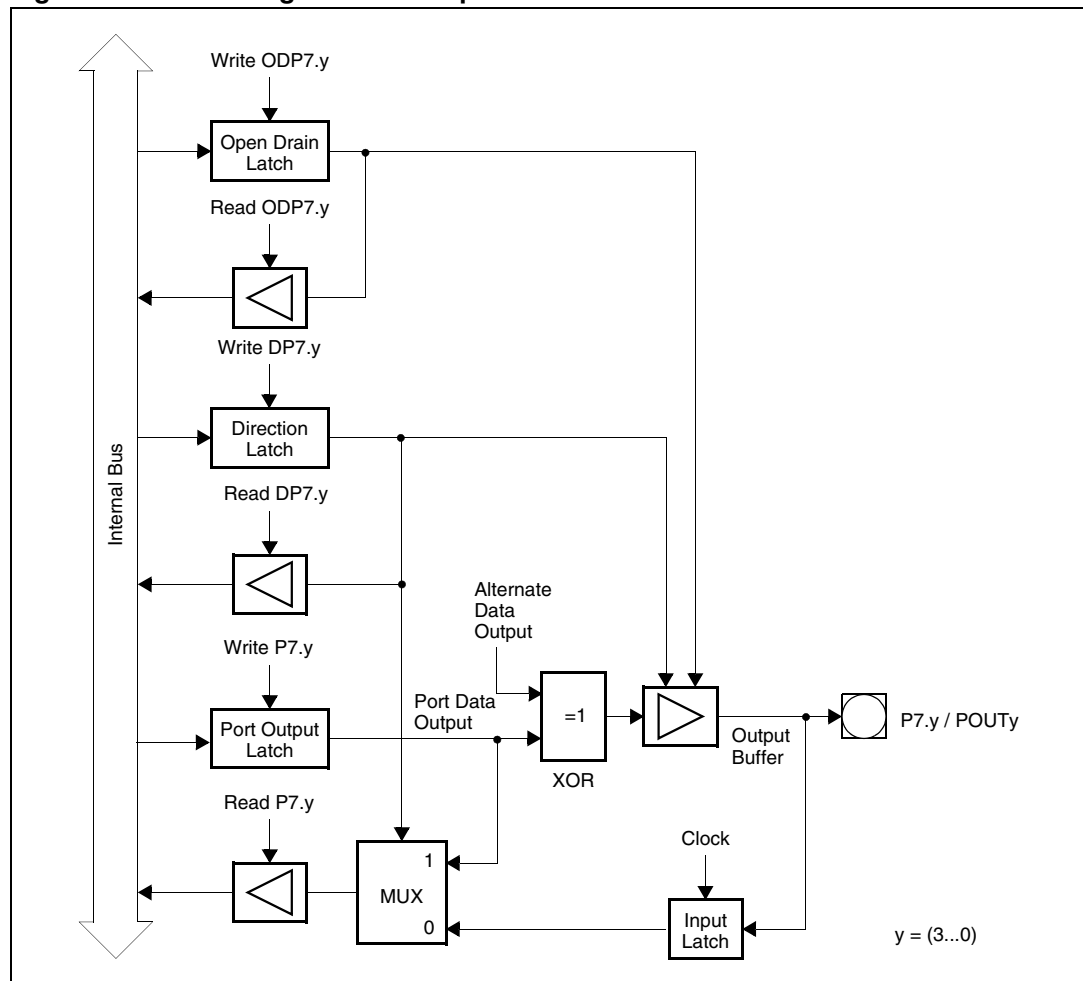 Write ODP7.y
Open Drain
Latch
Read ODP7.y
Write DP7.y
Direction
Latch
Internal Bus
Read DP7.y
Alternate
Data
Output
Write P7.y
Port Data
Output
=1
Port Output
Latch
Output
Buffer
P7.y / POUTy
XOR
Read P7.y
Clock
1
MUX
0
Input
Latch
y = (3...0)